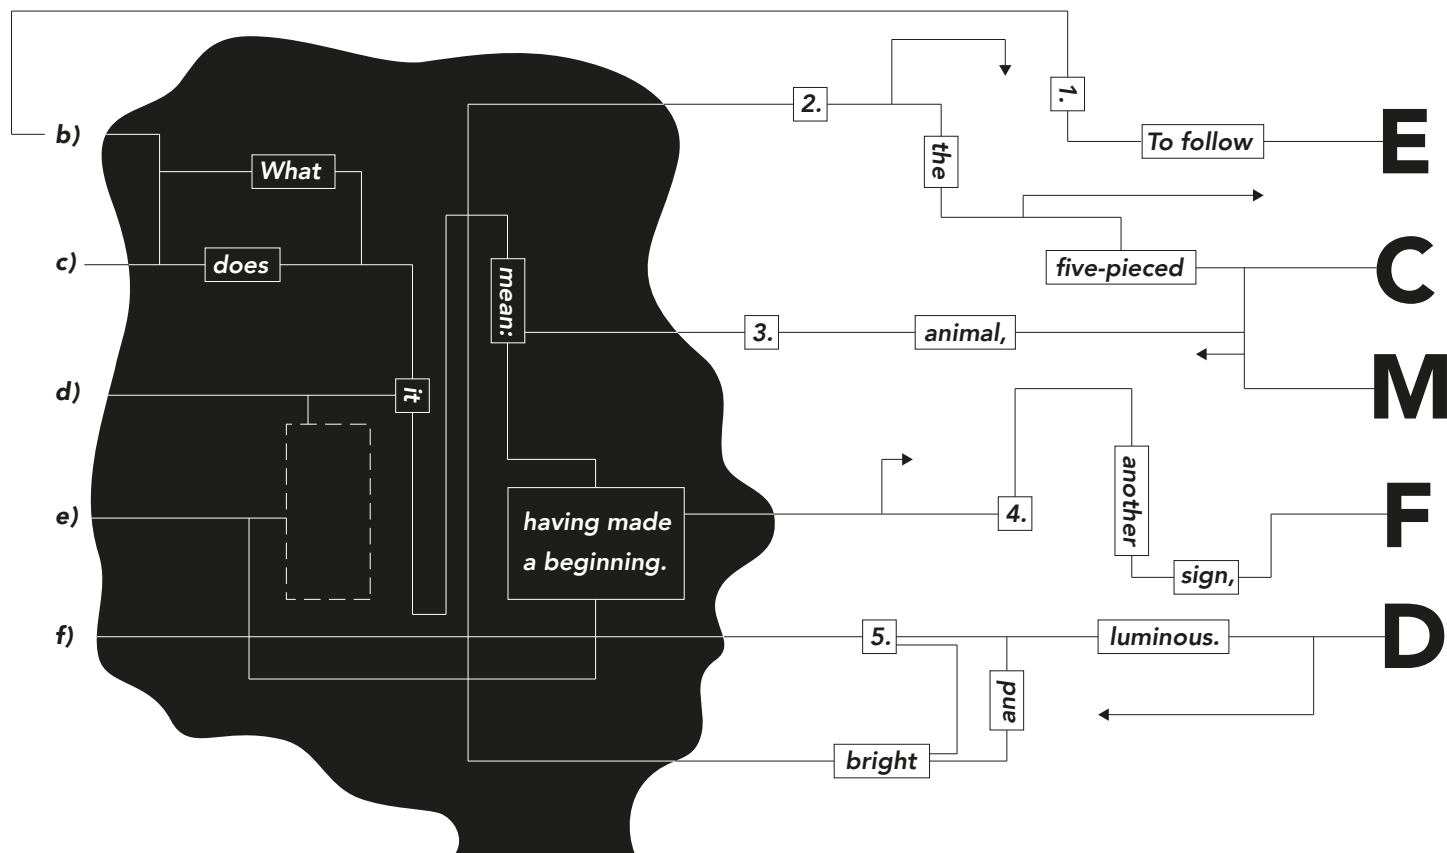 b)
What
c)
does
d)
it
e)
f)
mean:
having made
a beginning.
1.
To follow
E
2.
the
five-pieced
C
3.
animal,
M
4.
another
sign,
F
5.
bright
and
luminous.
D